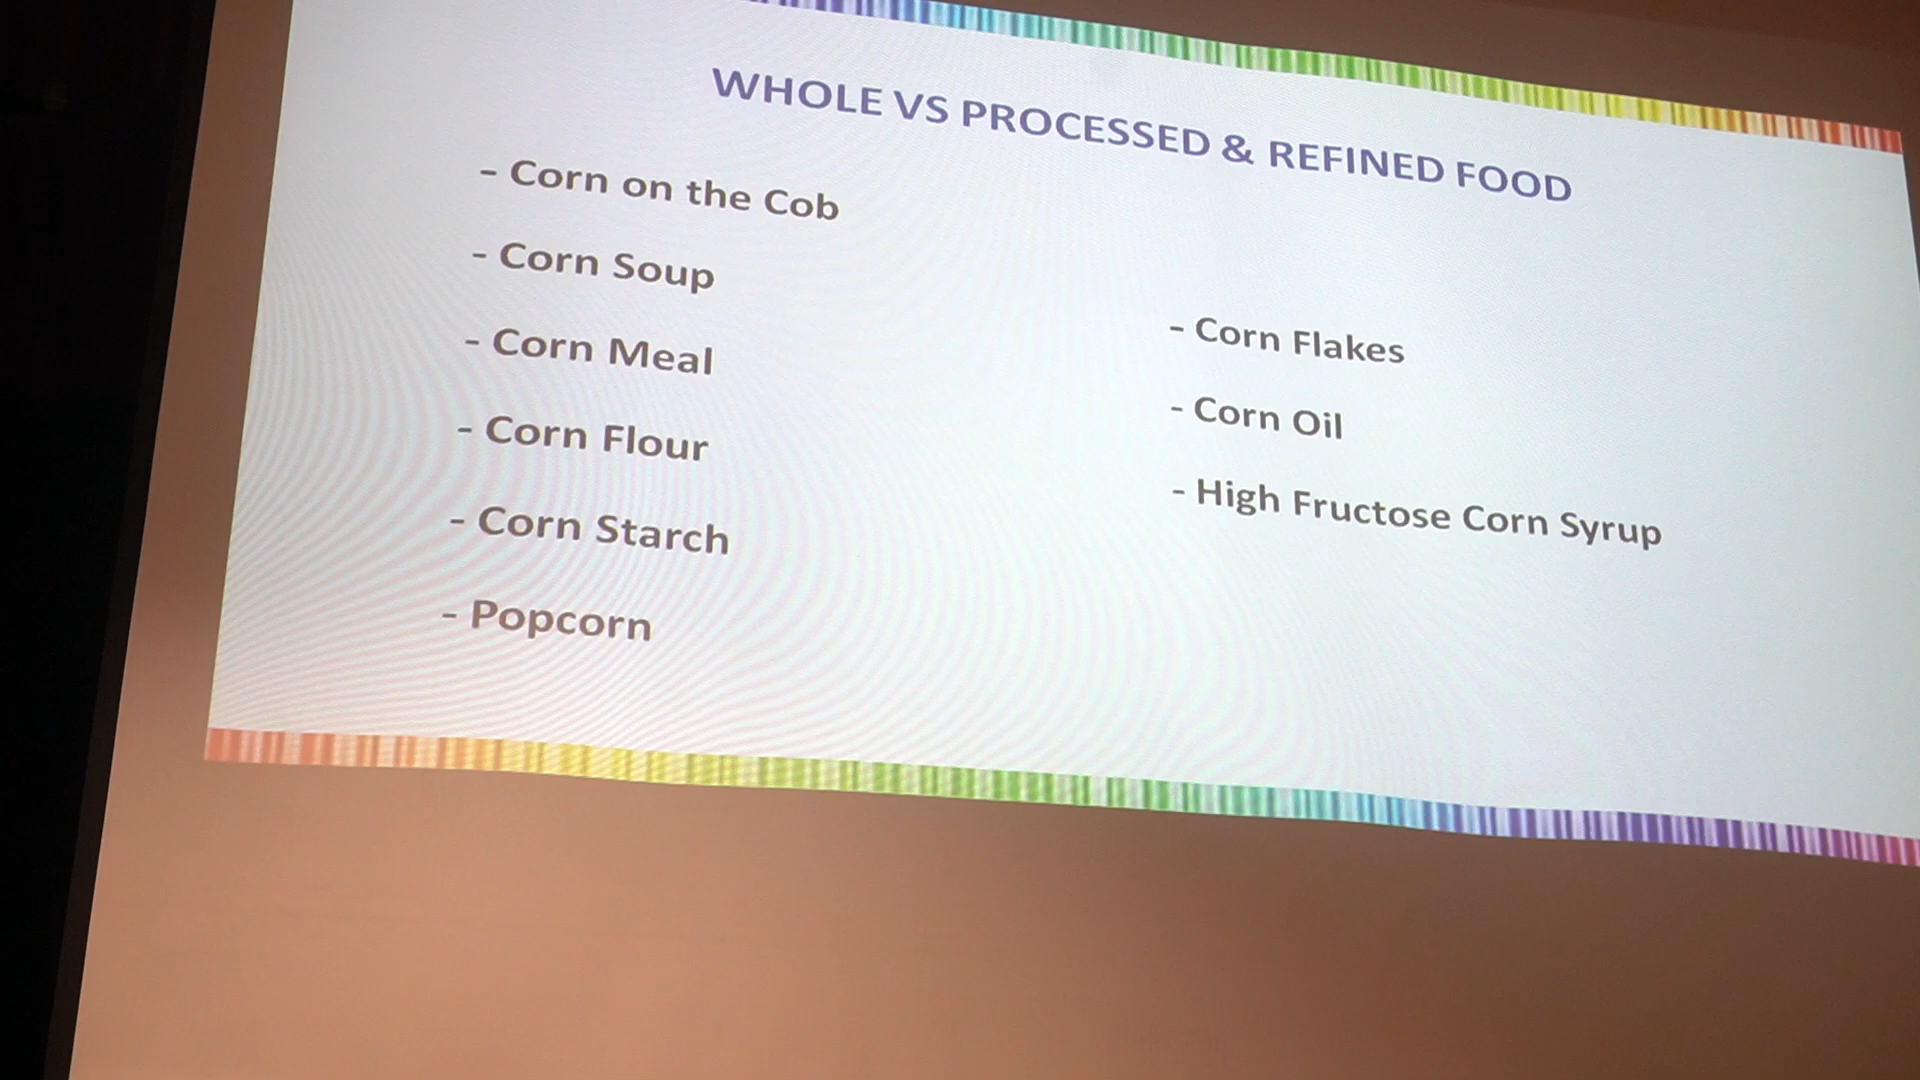 WHOLE VS PROCESSED & REFINED FOOD
- Corn on the Cob
- Corn Soup
- Corn Meal
- Corn Flour
- Corn Starch
- Popcorn
- Corn Flakes
- Corn Oil
- High Fructose Corn Syrup